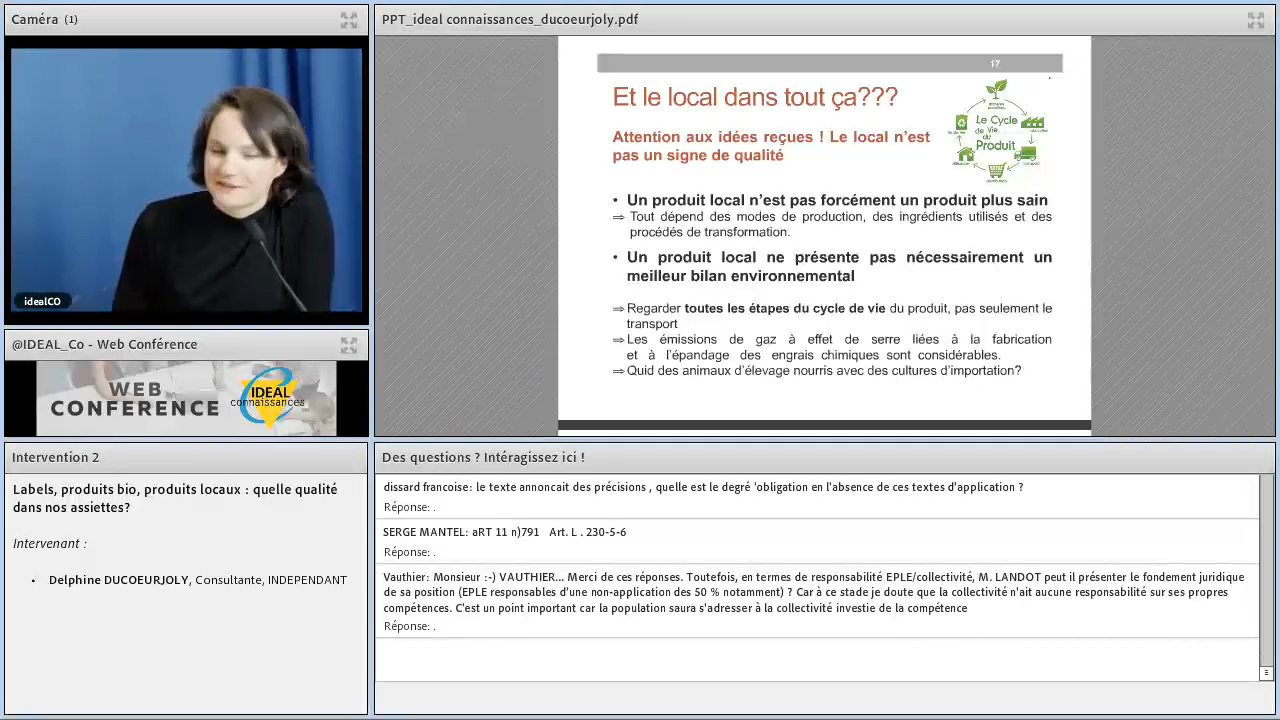 Caméra (1)
idealCO
@IDEAL_Co - Web Conférence
WEB
CONFERENCE
IDEAL
connaissances
Intervention 2
Labels, produits bio, produits locaux : quelle qualité
dans nos assiettes?
Intervenant :
• Delphine DUCOEURJOLY, Consultante, INDEPENDANT
PPT_ideal connaissances_ducoeurjoly.pdf
17
Et le local dans tout ça???
Le Cycle
de Vie
du
Produit
Attention aux idées reçues ! Le local n'est
pas un signe de qualité
• Un produit local n'est pas forcément un produit plus sain
⇒ Tout dépend des modes de production, des ingrédients utilisés et des
procédés de transformation.
• Un produit local ne présente pas nécessairement un
meilleur bilan environnemental
⇒ Regarder toutes les étapes du cycle de vie du produit, pas seulement le
transport
⇒ Les émissions de gaz à effet de serre liées à la fabrication
et à l'épandage des engrais chimiques sont considérables.
⇒ Quid des animaux d'élevage nourris avec des cultures d'importation?
Des questions ? Intéragissez ici !
dissard francoise: le texte annoncait des précisions , quelle est le degré 'obligation en l'absence de ces textes d'application ?
Réponse: .
SERGE MANTEL: aRT 11 n)791 Art. L . 230-5-6
Réponse: .
Vauthier: Monsieur :-) VAUTHIER... Merci de ces réponses. Toutefois, en termes de responsabilité EPLE/collectivité, M. LANDOT peut il présenter le fondement juridique
de sa position (EPLE responsables d'une non-application des 50 % notamment) ? Car à ce stade je doute que la collectivité n'ait aucune responsabilité sur ses propres
compétences. C'est un point important car la population saura s'adresser à la collectivité investie de la compétence
Réponse: .